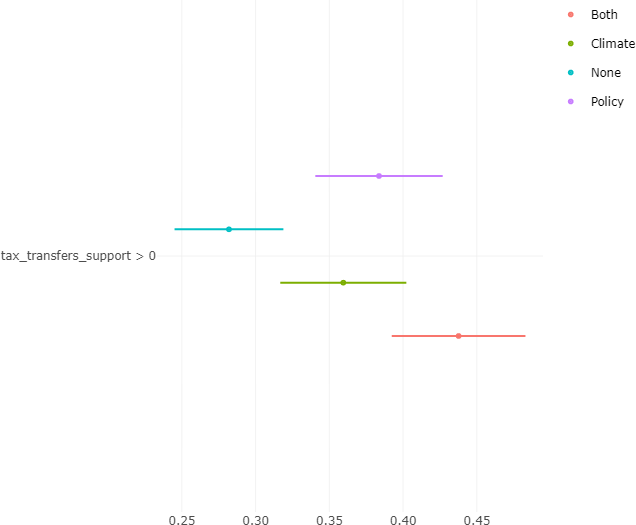 Both
Climate
None
Policy
tax_transfers_support > 0
0.25 0.30 0.35 0.40 0.45